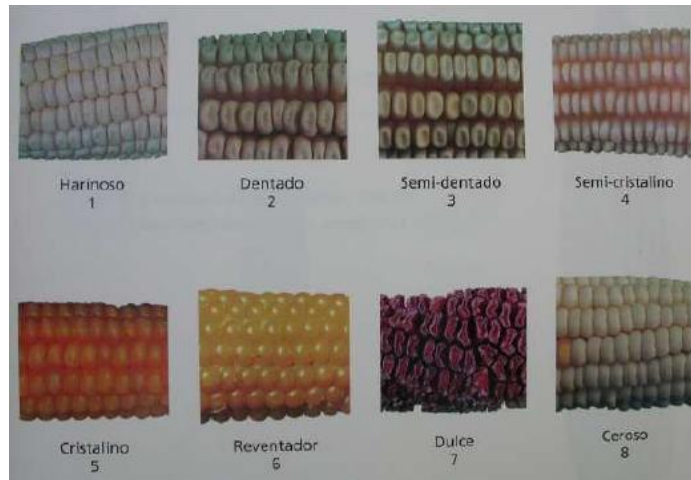 Harinoso
1
Dentado
2
Semi-dentado
3
Semi-cristalino
4
Cristalino
5
Reventador
6
Dulce
7
Ceroso
8